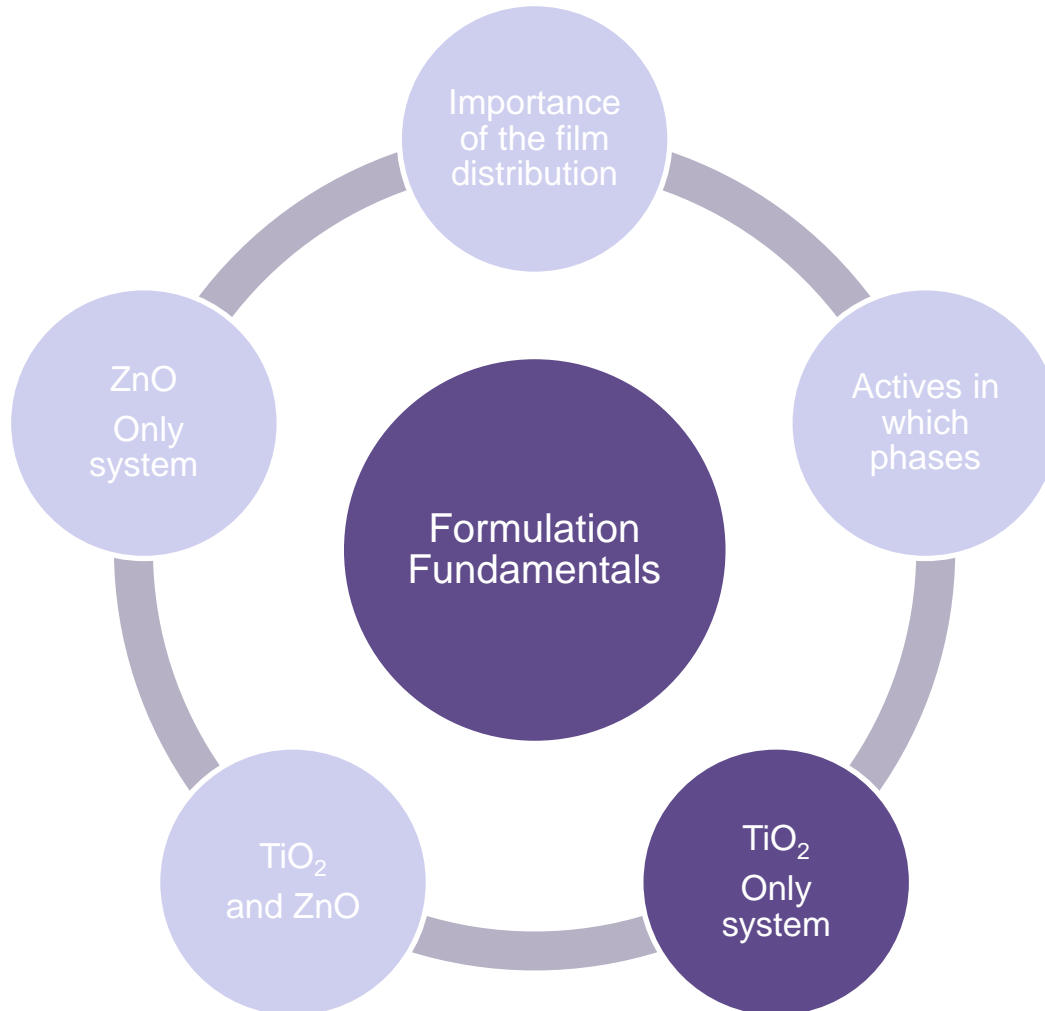 Importance
of the film
distribution
ZnO
Only
system
Actives in
which
phases
Formulation
Fundamentals
TiO₂
and ZnO
TiO₂
Only
system